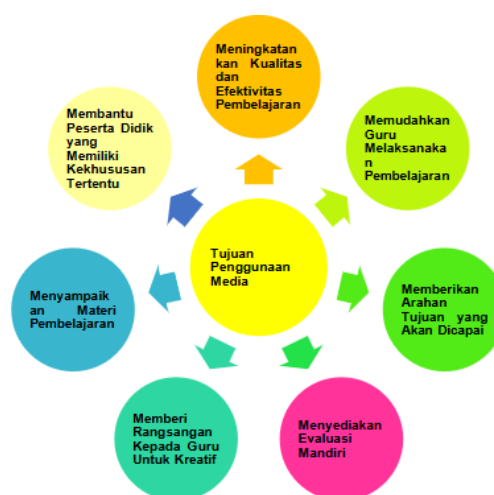 Meningkatan
kan Kualitas
dan
Efektivitas
Pembelajaran
Memudahkan
Guru
Melaksanaka
n
Pembelajaran
Memberikan
Arahan
Tujuan yang
Akan Dicapai
Menyediakan
Evaluasi
Mandiri
Memberi
Rangsangan
Kepada Guru
Untuk Kreatif
Menyampaik
an Materi
Pembelajaran
Membantu
Peserta Didik
yang
Memiliki
Kekhususan
Tertentu
Tujuan
Penggunaan
Media